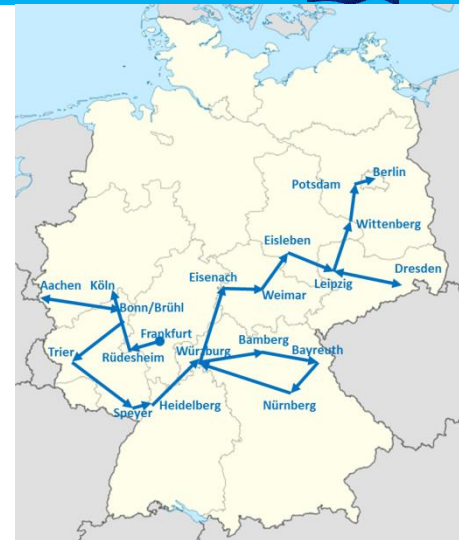 Berlin
Potsdam
Wittenberg
Eisleben
Dresden
Leipzig
Eisenach
Weimar
Aachen
Köln
Bonn/Brühl
Frankfurt
Bamberg
Trier
Rüdesheim
Würzburg
Bayreuth
Speyer
Heidelberg
Nürnberg